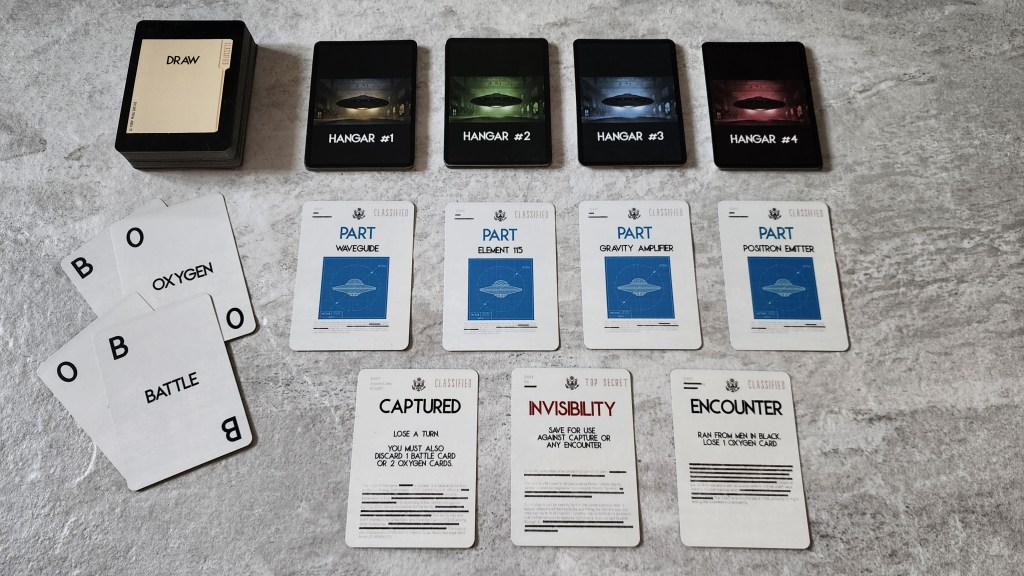 DRAW
HANGAR #1
HANGAR #2
HANGAR #3
HANGAR #4
B
O
OXYGEN
O
O
B
BATTLE
B
CLASSIFIED
PART
WAVEGUIDE
CLASSIFIED
PART
ELEMENT 115
CLASSIFIED
PART
GRAVITY AMPLIFIER
CLASSIFIED
PART
POSITRON EMITTER
CLASSIFIED
CAPTURED
LOSE A TURN.
YOU MUST ALSO
DISCARD 1 BATTLE CARD
OR 2 OXYGEN CARDS.
TOP SECRET
INVISIBILITY
SAVE FOR USE
AGAINST CAPTURE OR
ANY ENCOUNTER
CLASSIFIED
ENCOUNTER
RAN FROM MEN IN BLACK.
LOSE 1 OXYGEN CARD